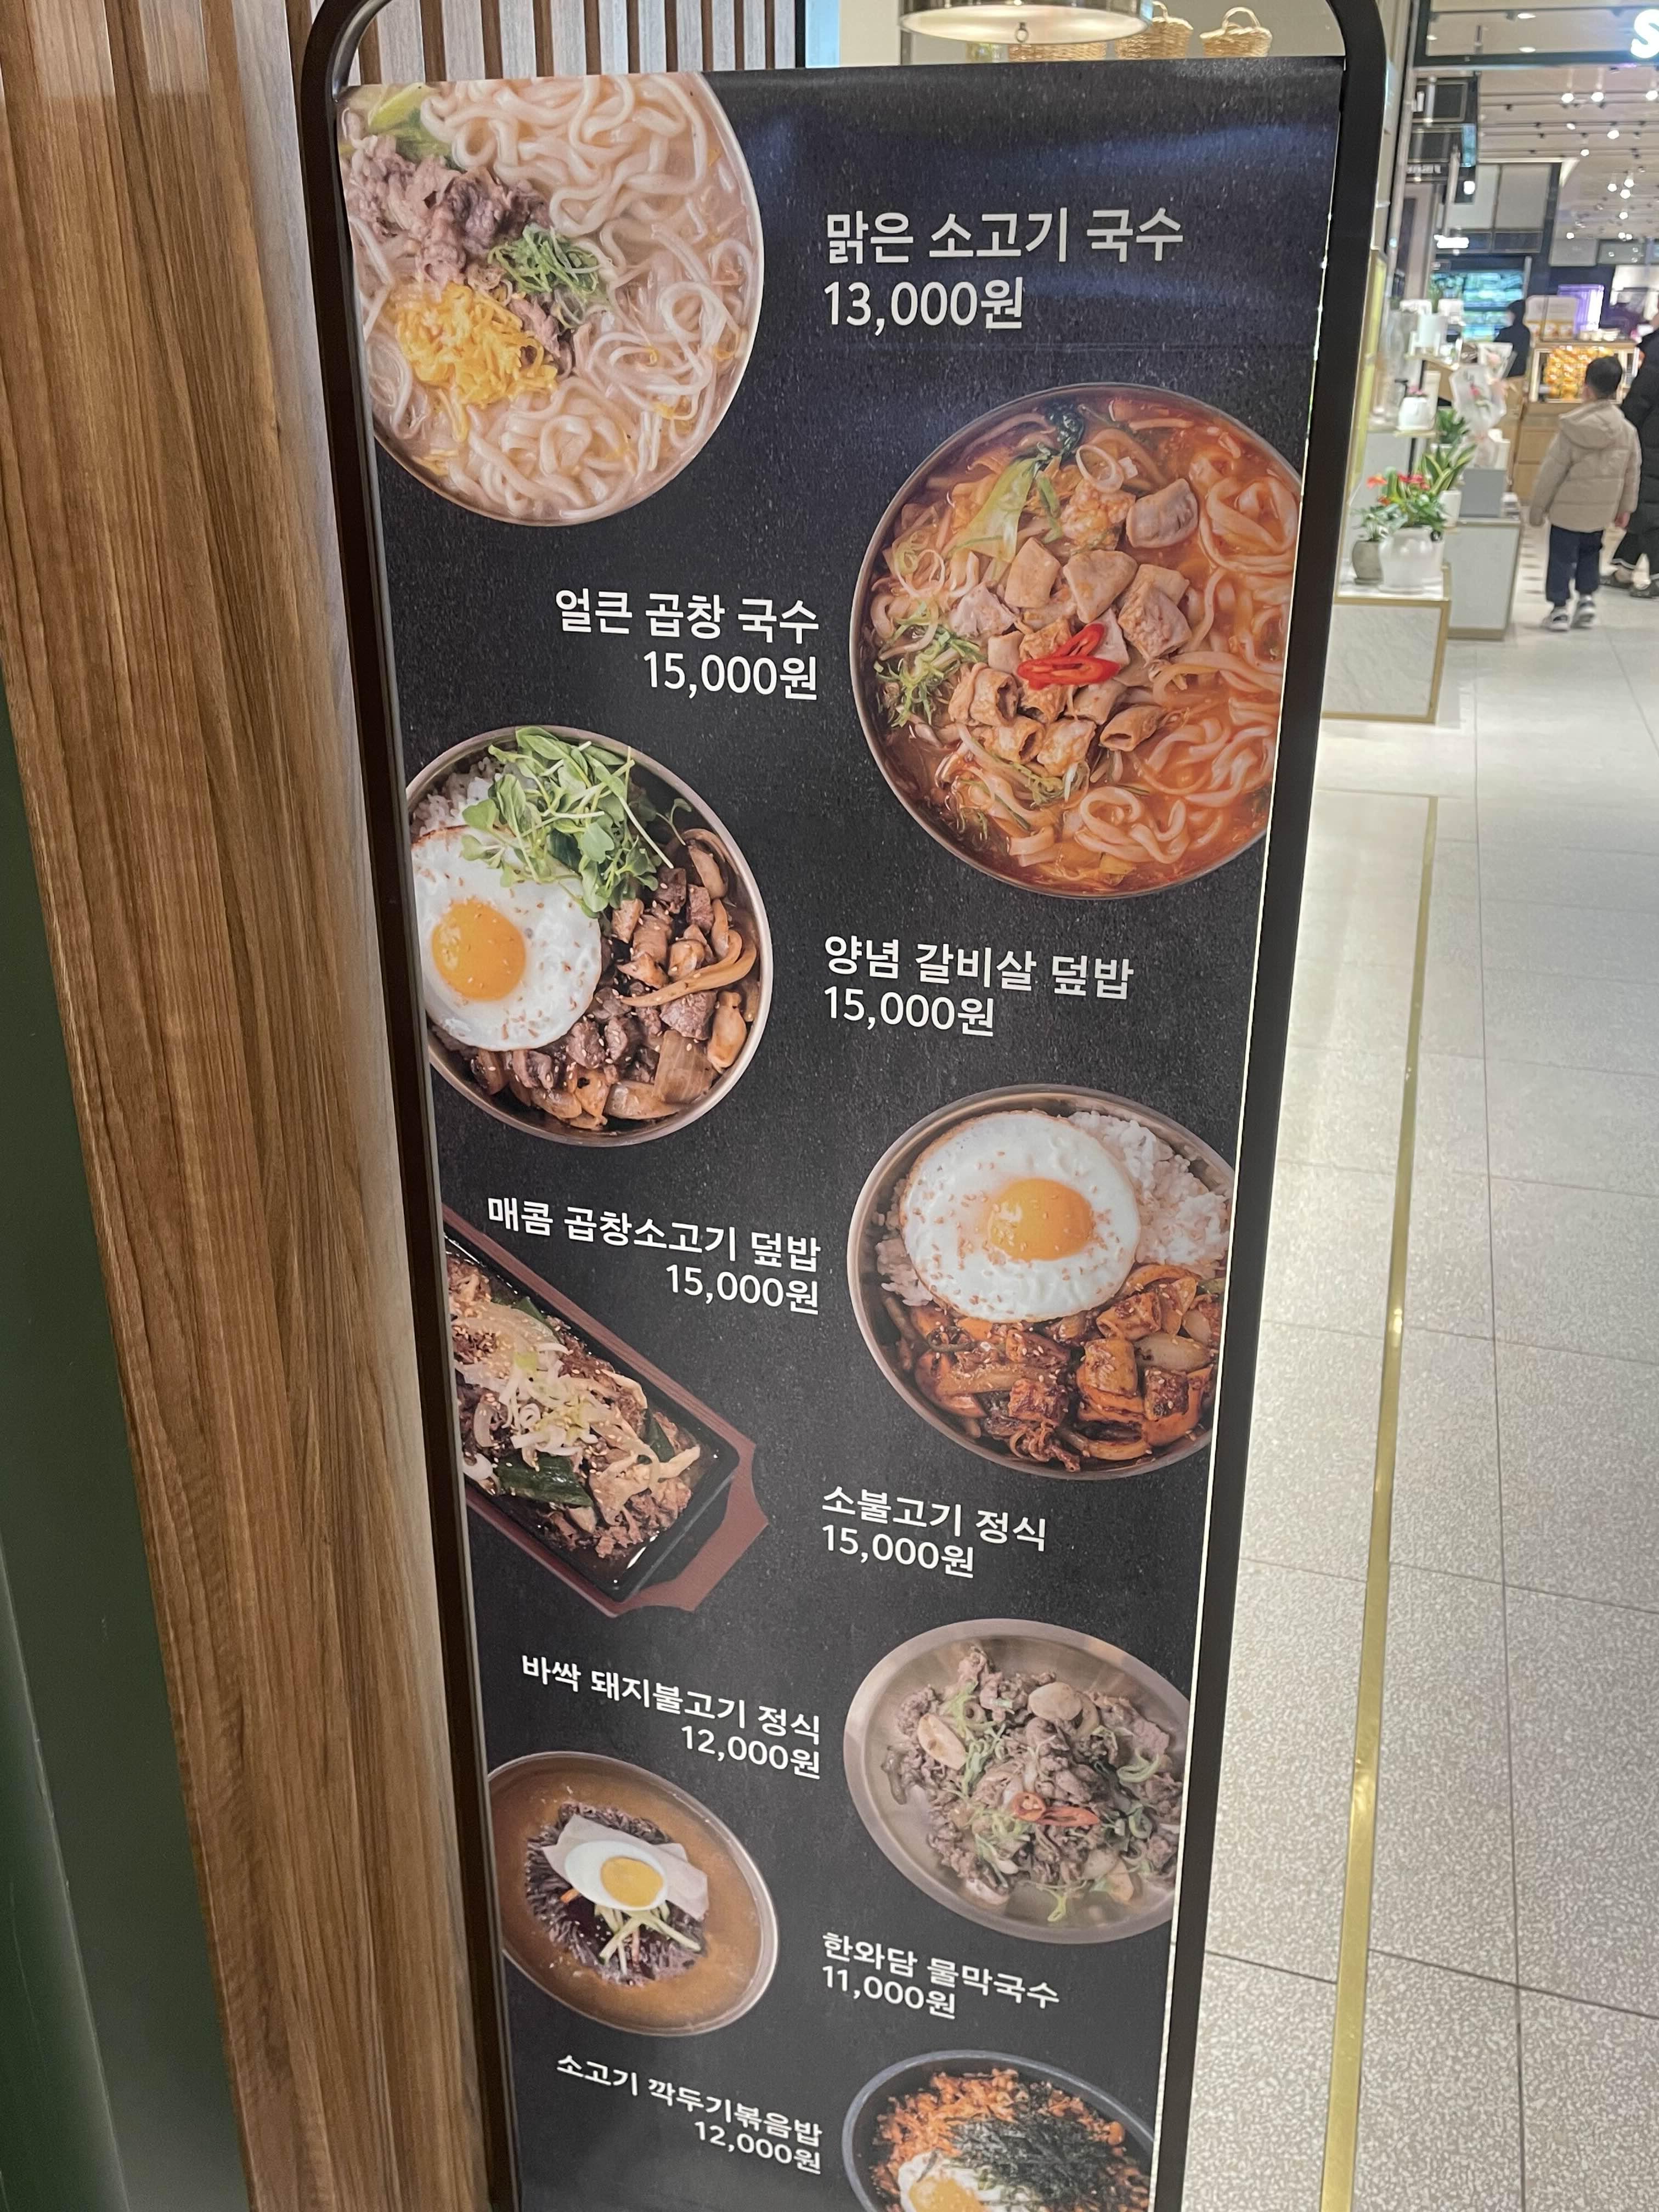 맑은 소고기 국수
13,000원
얼큰 곱창 국수
15,000원
양념 갈비살 덮밥
15,000원
매콤 곱창소고기 덮밥
15,000원
소불고기 정식
15,000원
바싹 돼지불고기 정식
12,000원
한와담 물막국수
11,000원
소고기 깍두기볶음밥
12,000원